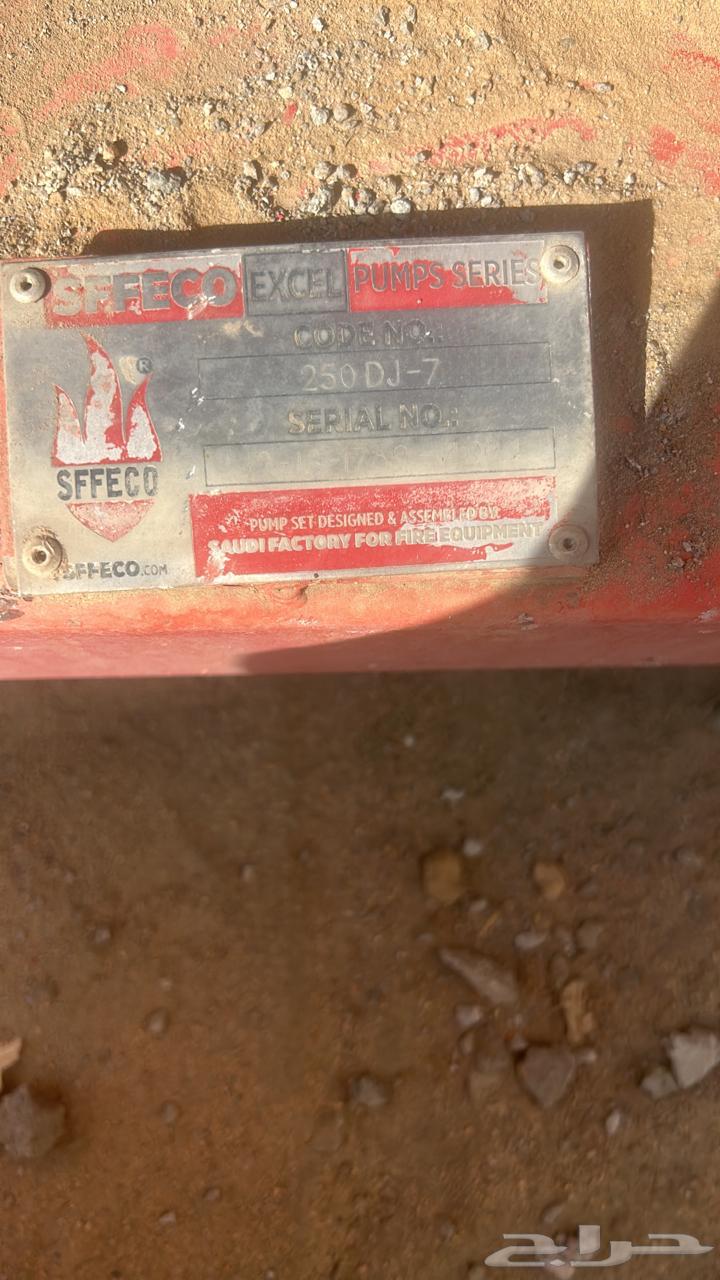 SFFECO EXCEL PUMPS SERIES
CODE NO.:
250 DJ-7
SERIAL NO.:
®
SFFECO
PUMP SET DESIGNED & ASSEMBLED BY:
SAUDI FACTORY FOR FIRE EQUIPMENT
SFFECO.COM
حراج